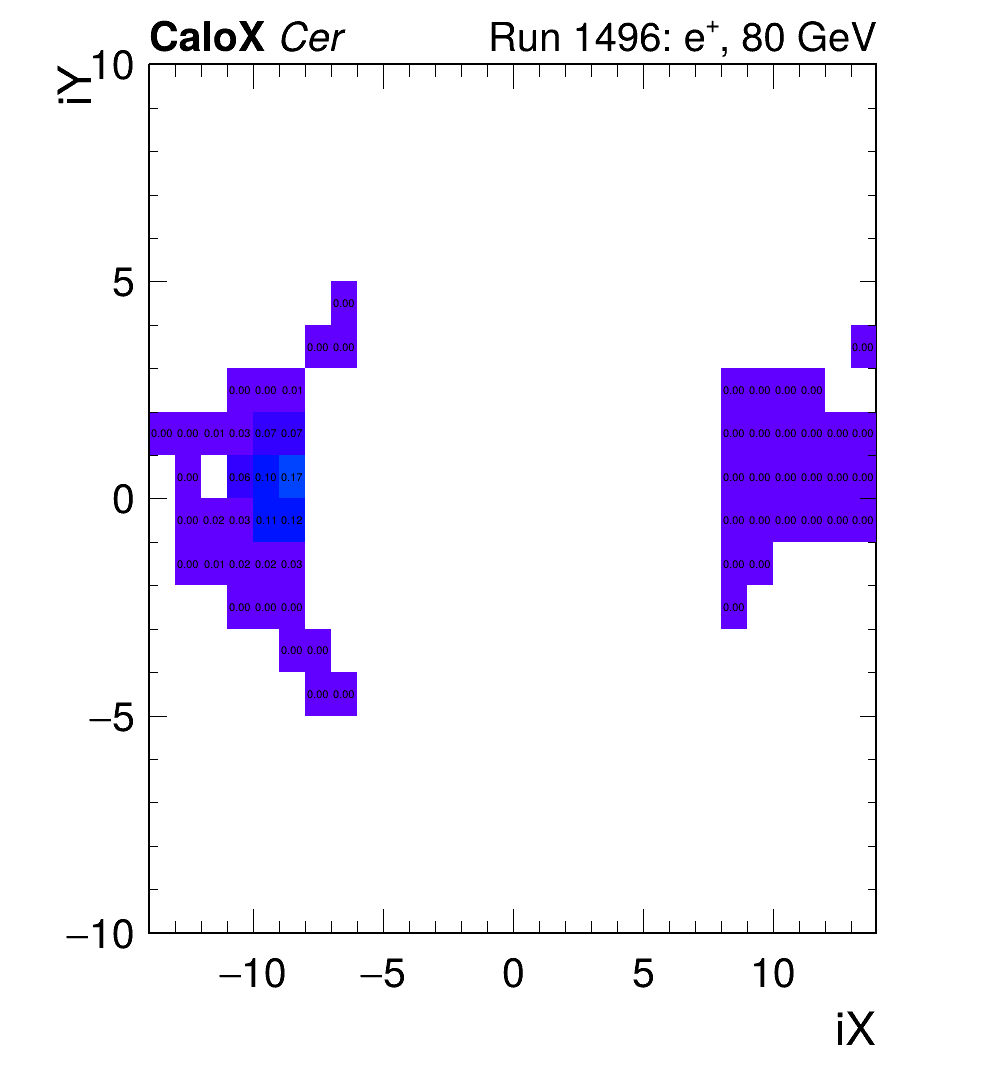 CaloX Cer Run 1496: e⁺, 80 GeV
iY
10
0.00
5
0.00 0.00 0.00
0.00 0.00 0.01 0.00 0.00 0.00 0.00
0.00 0.00 0.01 0.03 0.07 0.07 0.00 0.00 0.00 0.00 0.00 0.00
0.00 0.10 0.17 0.00 0.00 0.00 0.00 0.00 0.00
0
0.00 0.02 0.03 0.11 0.12 0.00 0.00 0.00 0.00 0.00 0.00
0.00 0.01 0.02 0.02 0.03 0.00 0.00
0.00 0.00 0.00 0.00
0.00 0.00
0.00 0.00
−5
−10
−10 −5 0 5 10
iX